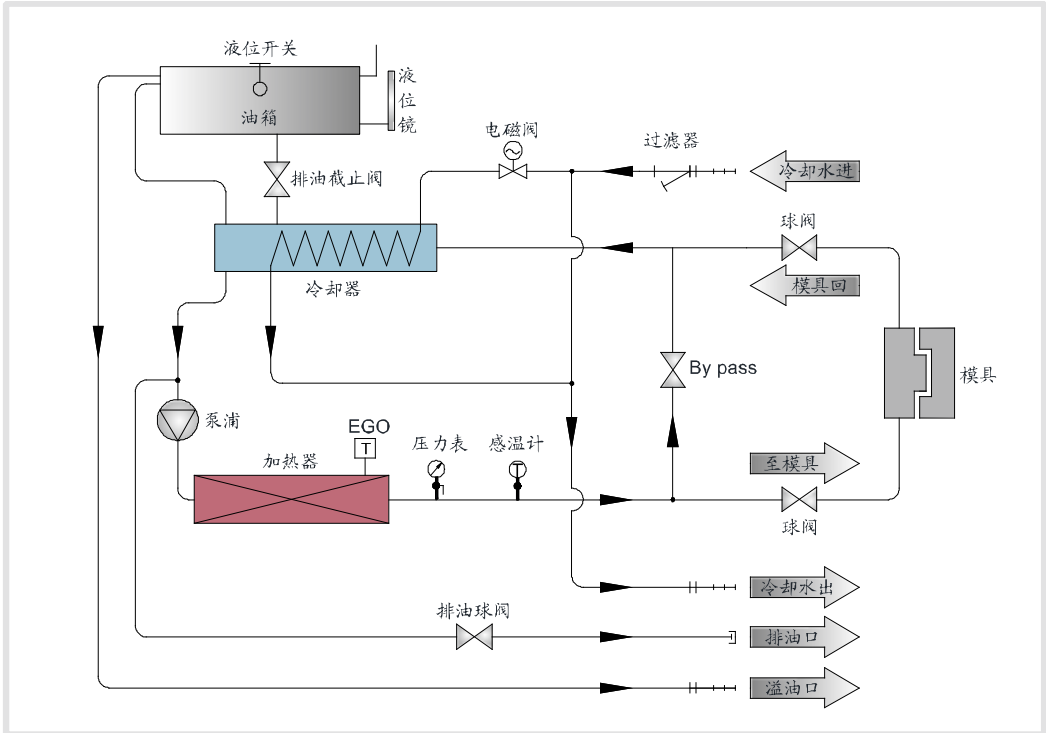 液位开关
液位镜
油箱
电磁阀
过滤器
排油截止阀
冷却水进
球阀
冷却器
模具回
By pass
模具
泵浦
EGO
T
加热器
压力表
感温计
T
至模具
球阀
冷却水出
排油球阀
排油口
溢油口